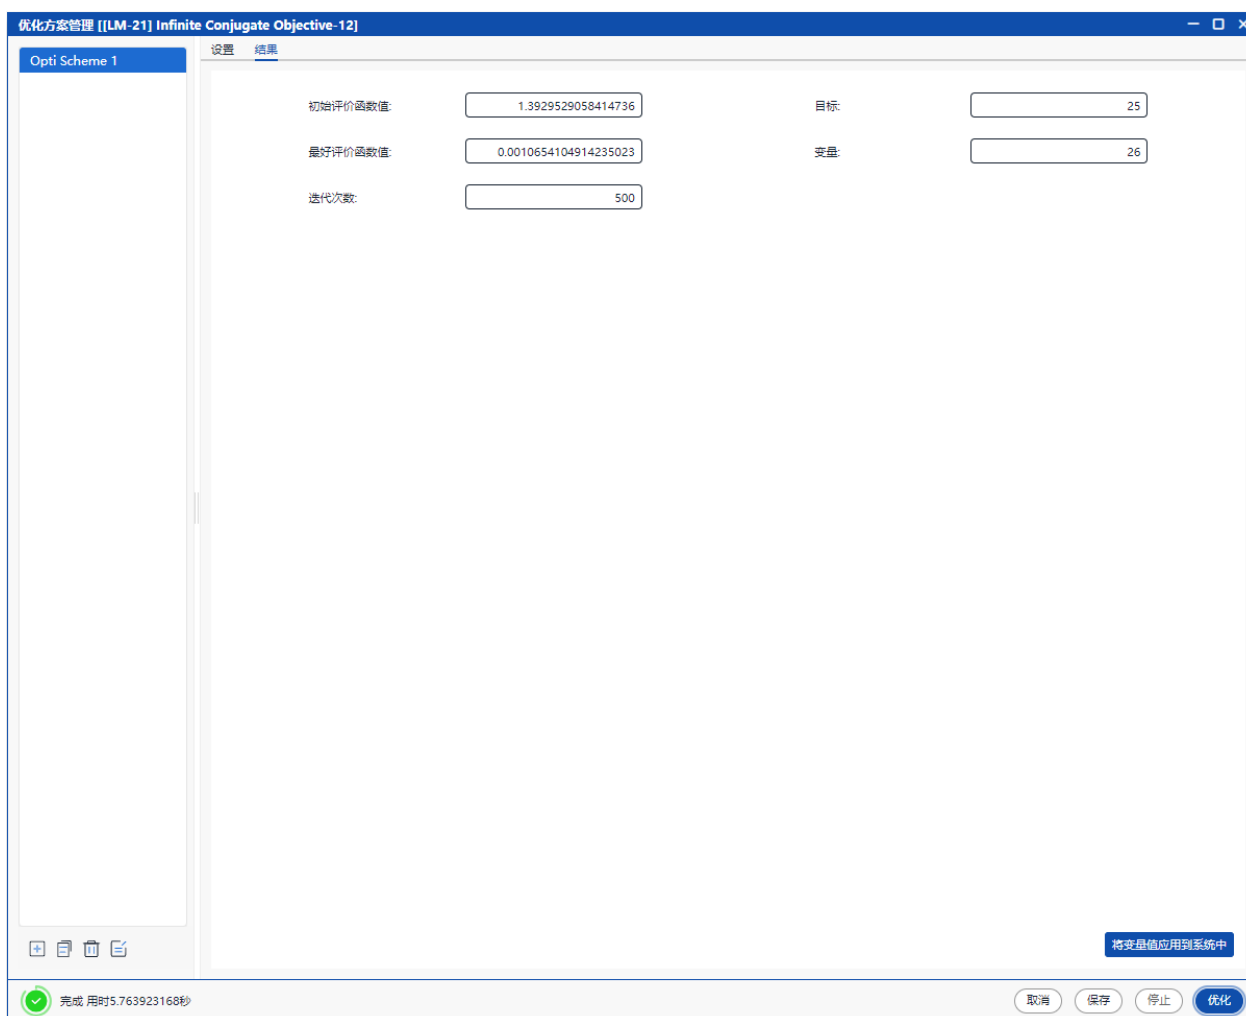 优化方案管理 [[LM-21] Infinite Conjugate Objective-12]
Opti Scheme 1
设置 结果
初始评价函数值: 1.3929529058414736 目标: 25
最好评价函数值: 0.0010654104914235023 变量: 26
迭代次数: 500
将变量值应用到系统中
完成 用时5.763923168秒 取消 保存 停止 优化